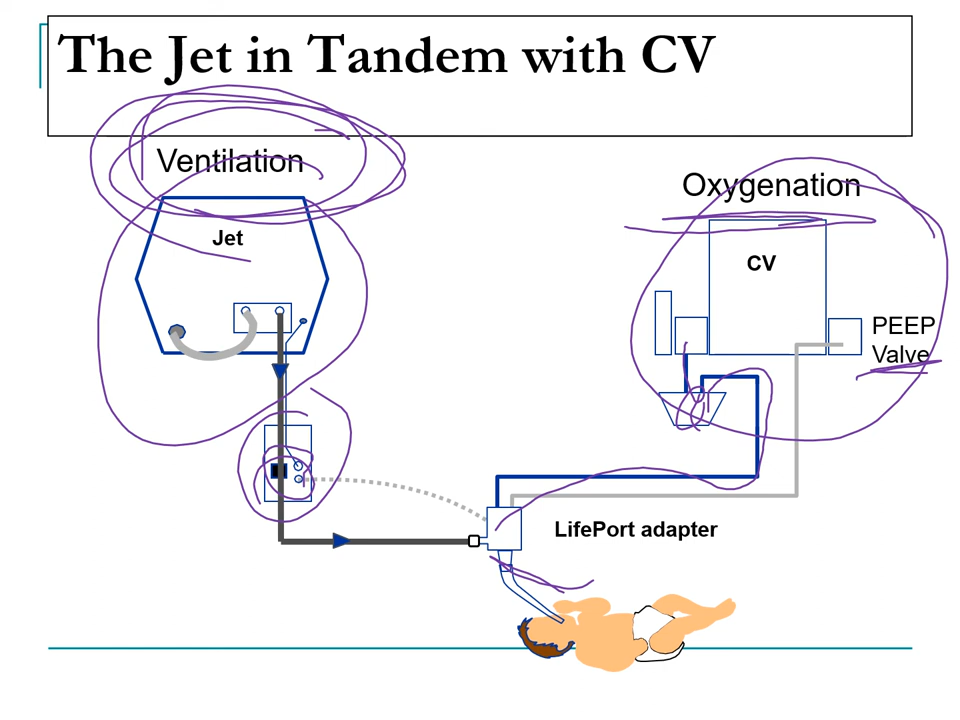 The Jet in Tandem with CV
Ventilation
Oxygenation
Jet
CV
PEEP
Valve
LifePort adapter